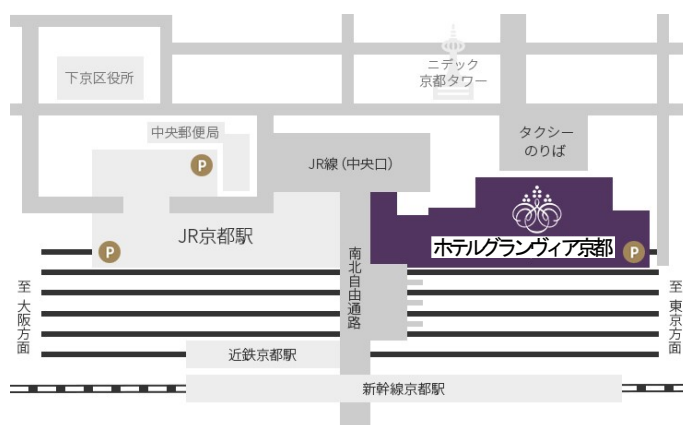 ニデック
京都タワー
下京区役所
中央郵便局
タクシー
のりば
P
JR線（中央口）
JR京都駅
ホテルグランヴィア京都
P
P
南北自由通路
至 大阪方面
至 東京方面
近鉄京都駅
新幹線京都駅